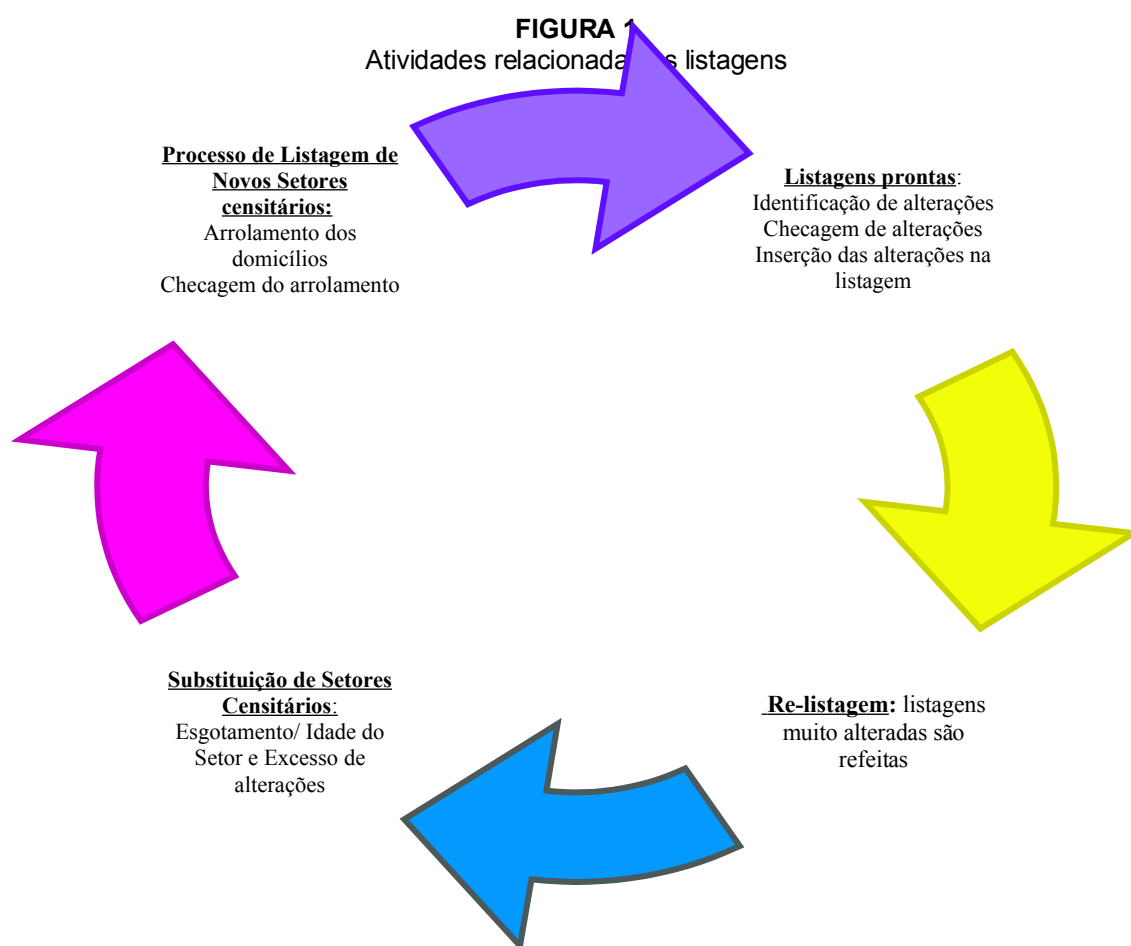 FIGURA 1
Atividades relacionada s listagens
Processo de Listagem de
Novos Setores
censitários:
Arrolamento dos
domicílios
Checagem do arrolamento
Listagens prontas:
Identificação de alterações
Checagem de alterações
Inserção das alterações na
listagem
Re-listagem: listagens
muito alteradas são
refeitas
Substituição de Setores
Censitários:
Esgotamento/ Idade do
Setor e Excesso de
alterações